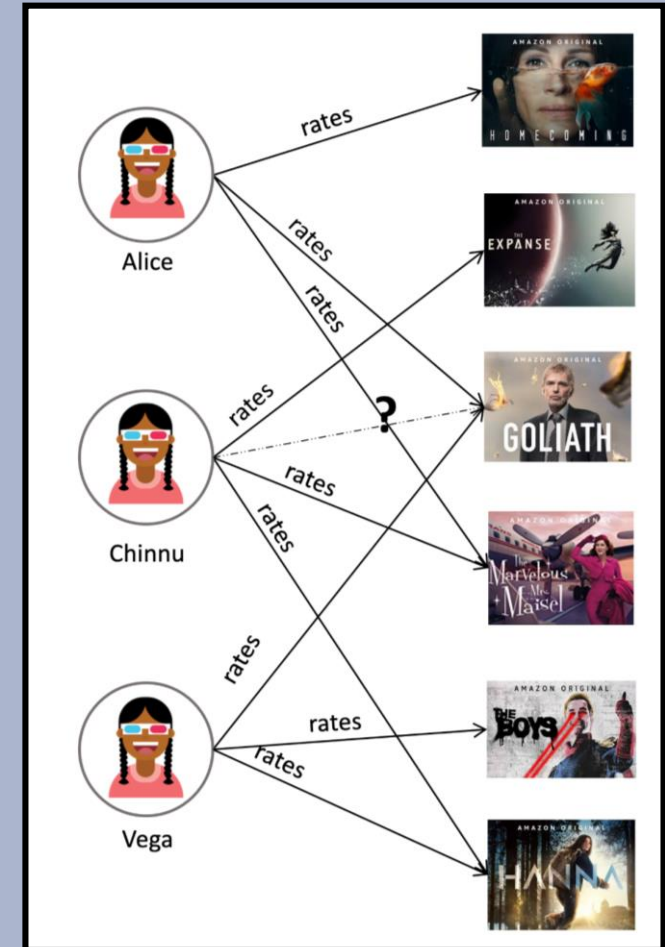 AMAZON ORIGINAL
HOMECOMING
rates
Alice
rates
rates
AMAZON ORIGINAL
THE
EXPANSE
rates
?
AMAZON ORIGINAL
GOLIATH
rates
Chinnu
rates
AMAZON ORIGINAL
The
Marvelous
Mrs.
Maisel
rates
rates
rates
Vega
AMAZON ORIGINAL
THE
BOYS
AMAZON ORIGINAL
HANNA